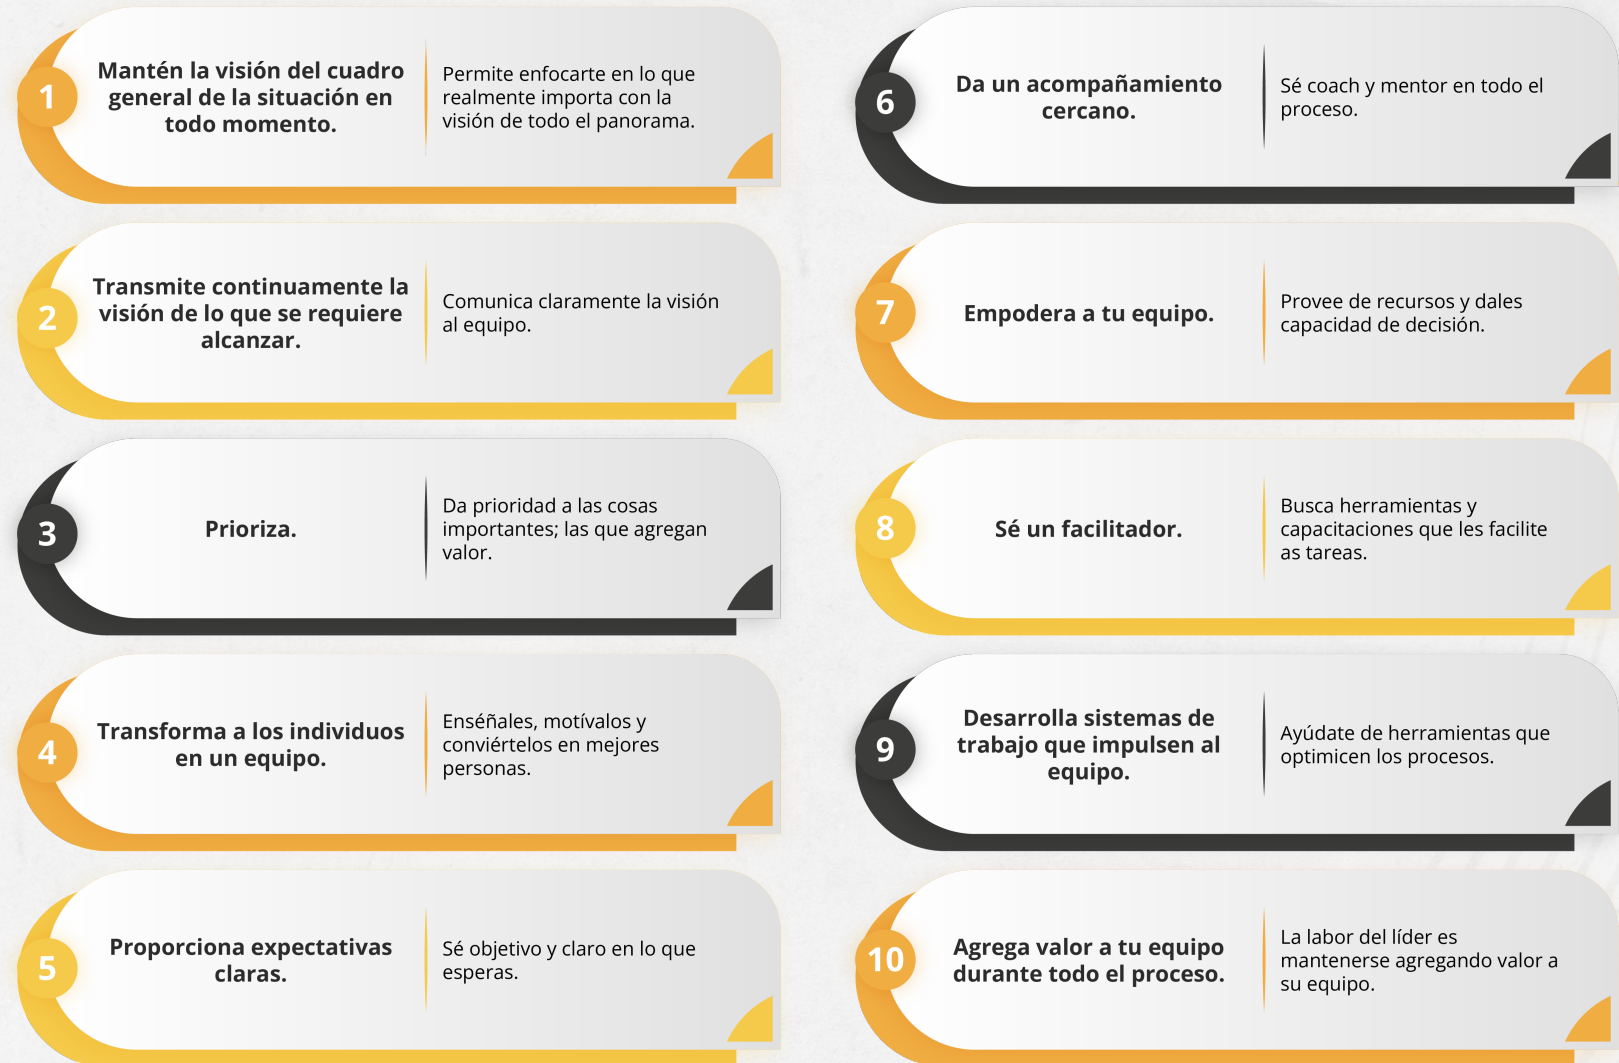 1
Mantén la visión del cuadro
general de la situación en
todo momento.
Permite enfocarte en lo que
realmente importa con la
visión de todo el panorama.
2
Transmite continuamente la
visión de lo que se requiere
alcanzar.
Comunica claramente la visión
al equipo.
3
Prioriza.
Da prioridad a las cosas
importantes; las que agregan
valor.
4
Transforma a los individuos
en un equipo.
Enséñales, motívalos y
conviértelos en mejores
personas.
5
Proporciona expectativas
claras.
Sé objetivo y claro en lo que
esperas.
6
Da un acompañamiento
cercano.
Sé coach y mentor en todo el
proceso.
7
Empodera a tu equipo.
Provee de recursos y dales
capacidad de decisión.
8
Sé un facilitador.
Busca herramientas y
capacitaciones que les facilite
as tareas.
9
Desarrolla sistemas de
trabajo que impulsen al
equipo.
Ayúdate de herramientas que
optimicen los procesos.
10
Agrega valor a tu equipo
durante todo el proceso.
La labor del líder es
mantenerse agregando valor a
su equipo.